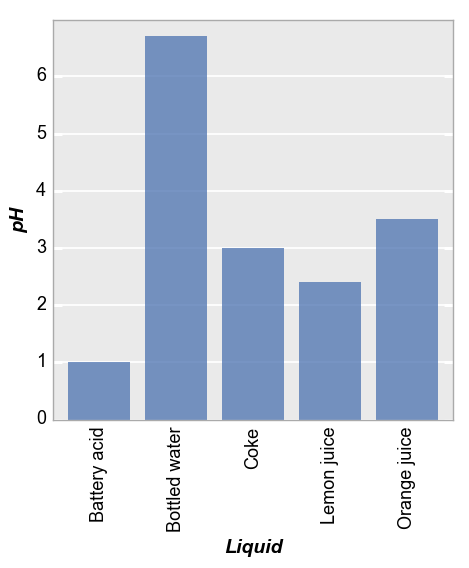 pH
6
5
4
3
2
1
0
Battery acid
Bottled water
Coke
Lemon juice
Orange juice
Liquid